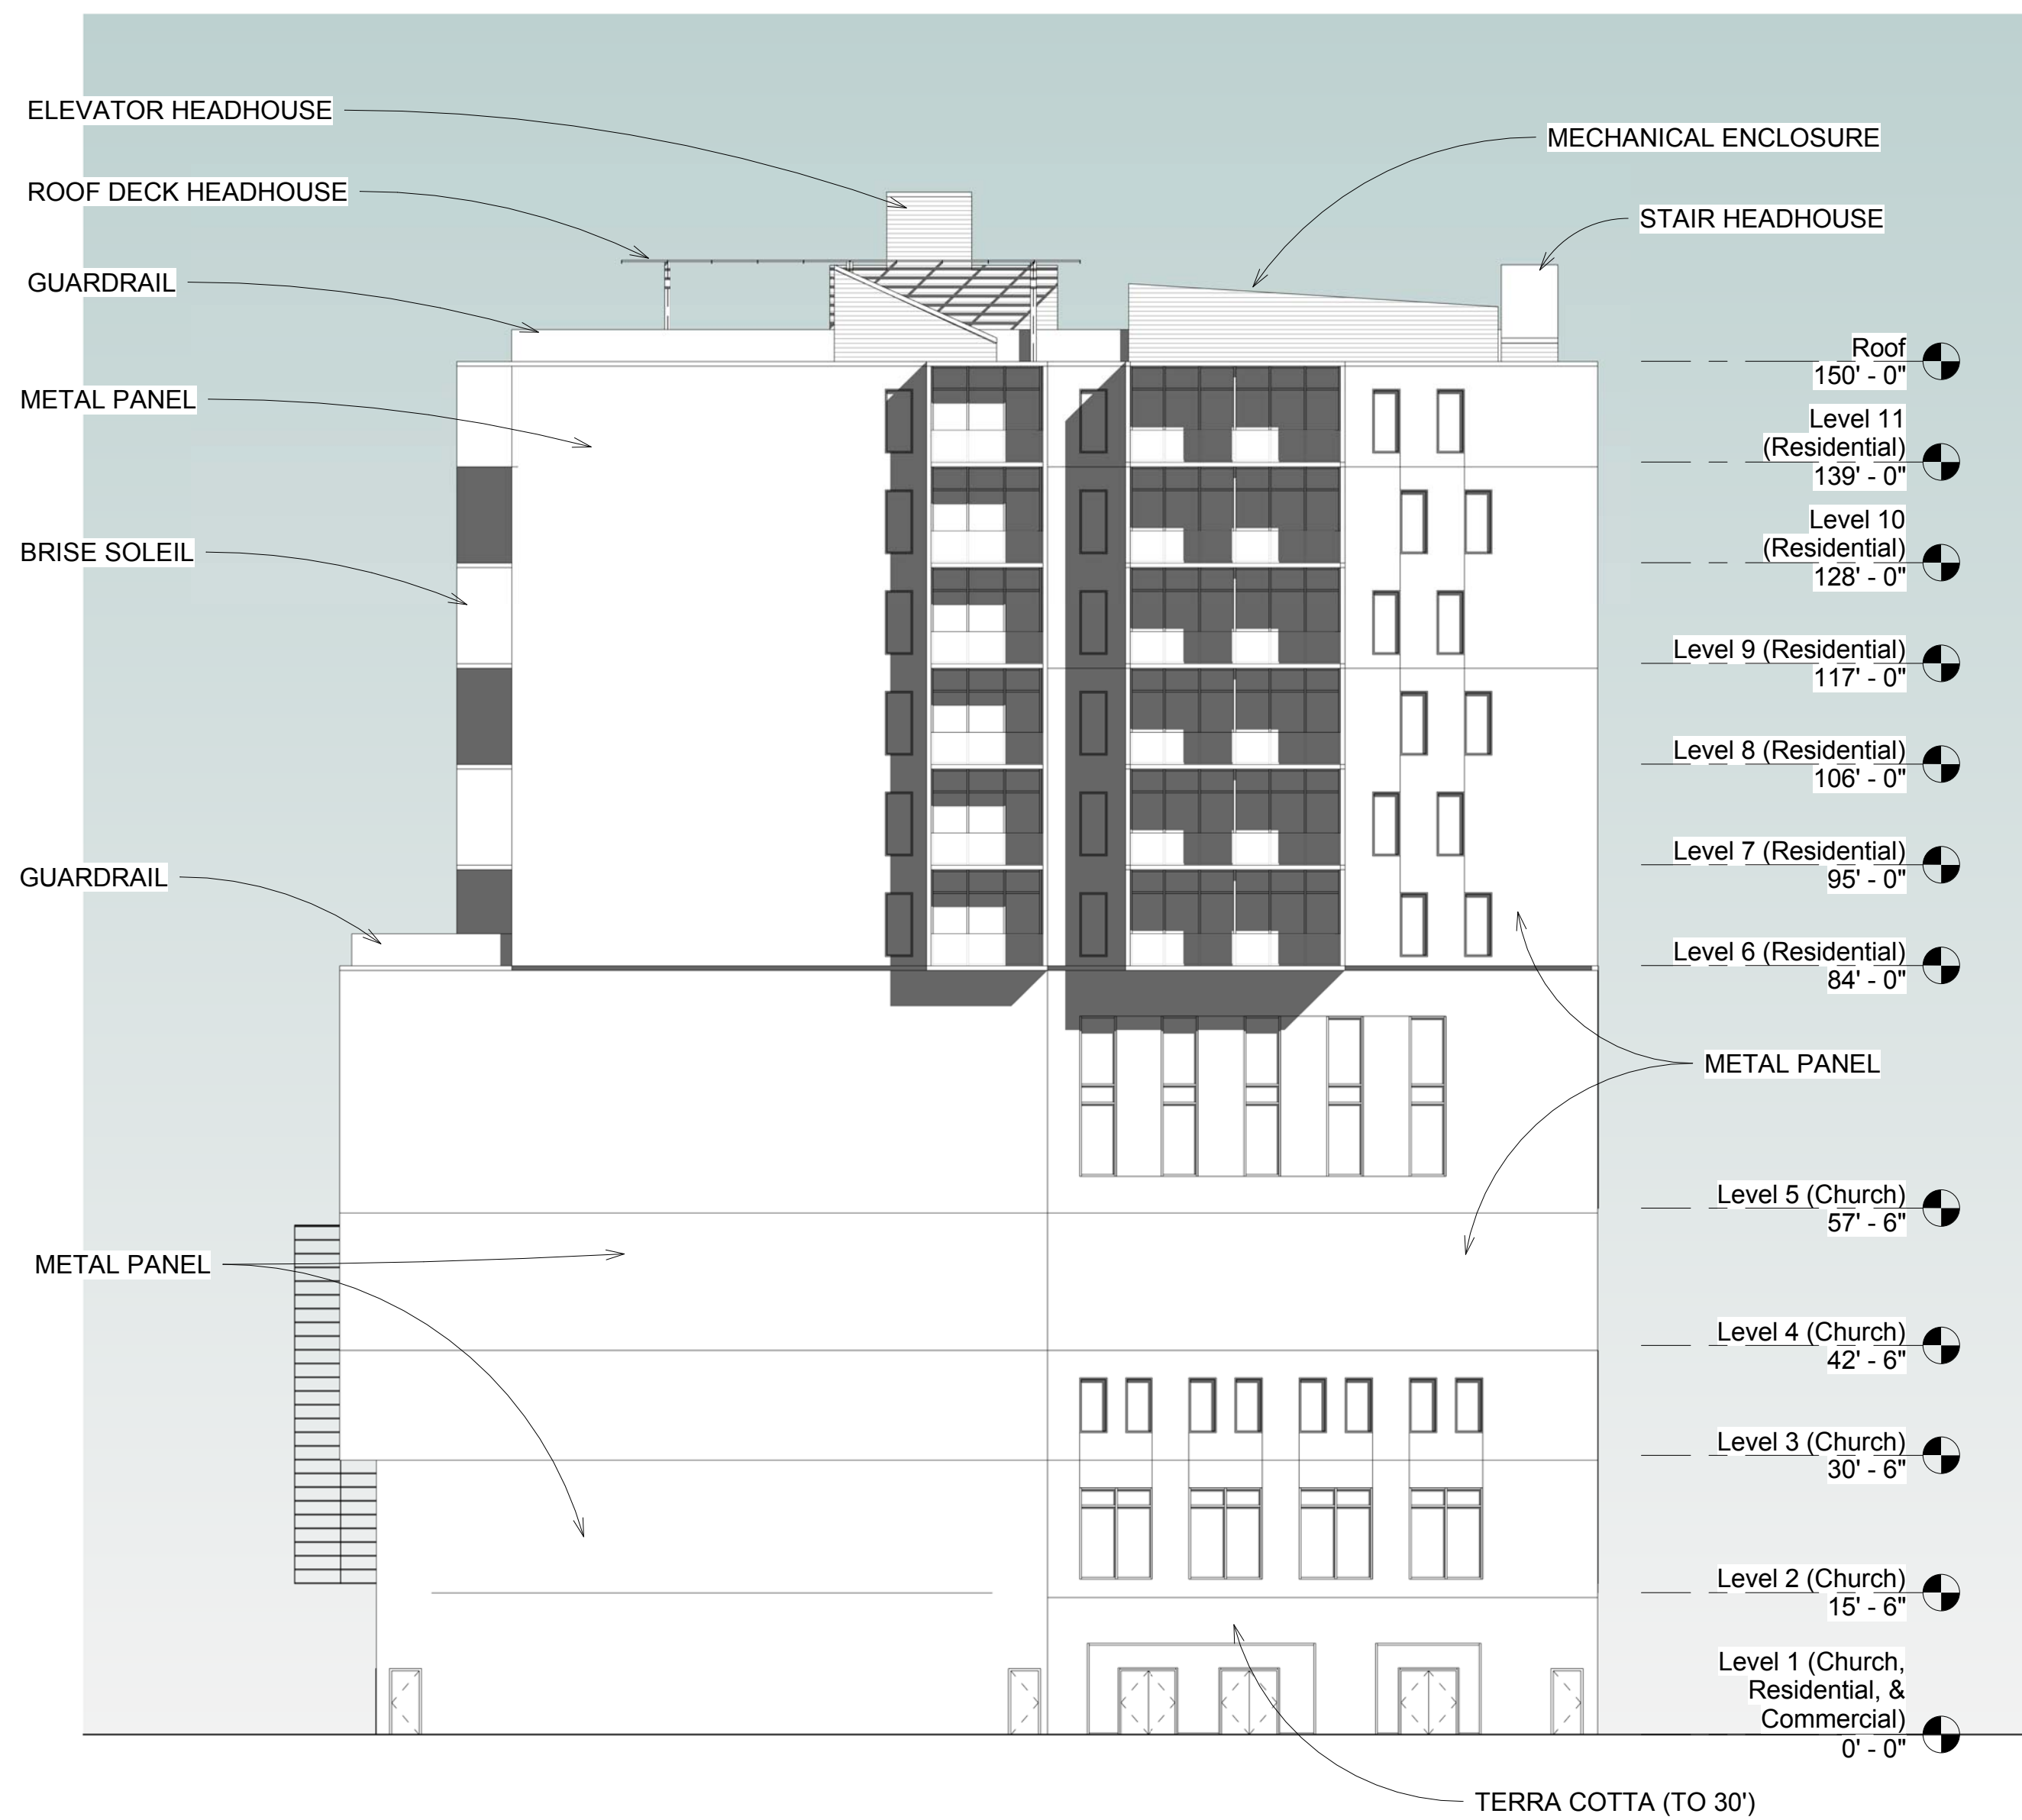 ELEVATOR HEADHOUSE
MECHANICAL ENCLOSURE
ROOF DECK HEADHOUSE
STAIR HEADHOUSE
GUARDRAIL
Roof
150' - 0"
METAL PANEL
Level 11
(Residential)
139' - 0"
Level 10
(Residential)
128' - 0"
BRISE SOLEIL
Level 9 (Residential)
117' - 0"
Level 8 (Residential)
106' - 0"
Level 7 (Residential)
95' - 0"
GUARDRAIL
Level 6 (Residential)
84' - 0"
METAL PANEL
Level 5 (Church)
57' - 6"
METAL PANEL
Level 4 (Church)
42' - 6"
Level 3 (Church)
30' - 6"
Level 2 (Church)
15' - 6"
Level 1 (Church,
Residential, &
Commercial)
0' - 0"
TERRA COTTA (TO 30')